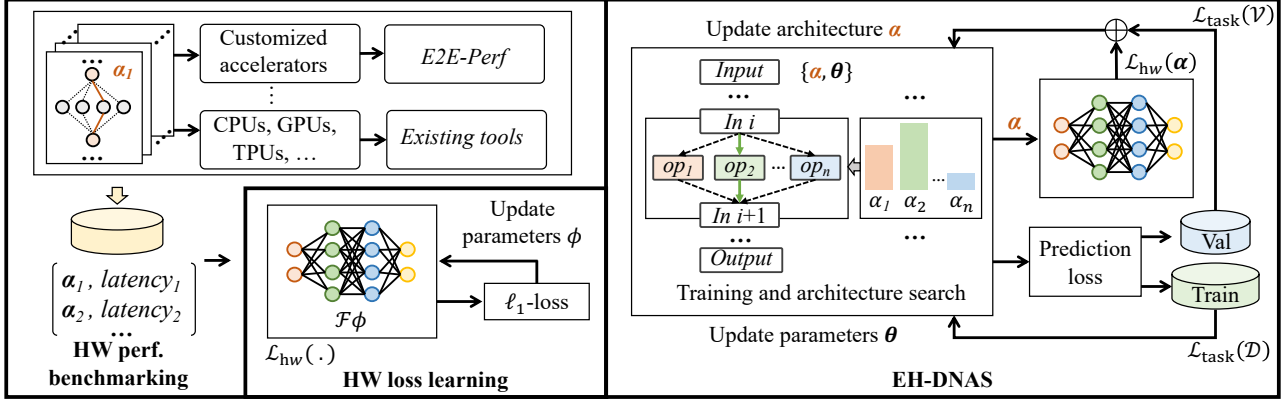 α1
Customized
accelerators
E2E-Perf
CPUs, GPUs,
TPUs, …
Existing tools
α1 , latency1
α2 , latency2
...
HW perf.
benchmarking
Update
parameters ϕ
ℓ1-loss
ℱϕ
ℒhw( . )
HW loss learning
Update architecture α
Input
{α, θ}
...
...
In i
op1
op2
...
opn
α1
α2
...
αn
In i+1
...
...
Output
Training and architecture search
Update parameters θ
α
ℒtask(𝒱)
ℒhw(α)
Prediction
loss
Val
Train
ℒtask(𝒟)
EH-DNAS